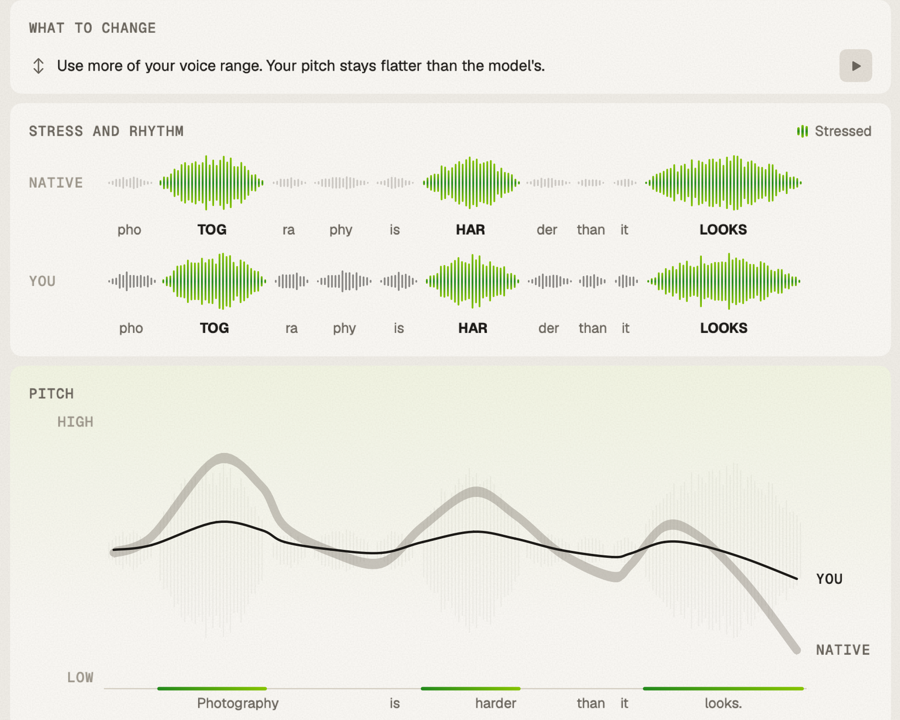 WHAT TO CHANGE
Use more of your voice range. Your pitch stays flatter than the model's.
STRESS AND RHYTHM
Stressed
NATIVE
pho TOG ra phy is HAR der than it LOOKS
YOU
pho TOG ra phy is HAR der than it LOOKS
PITCH
HIGH
YOU
NATIVE
LOW
Photography is harder than it looks.